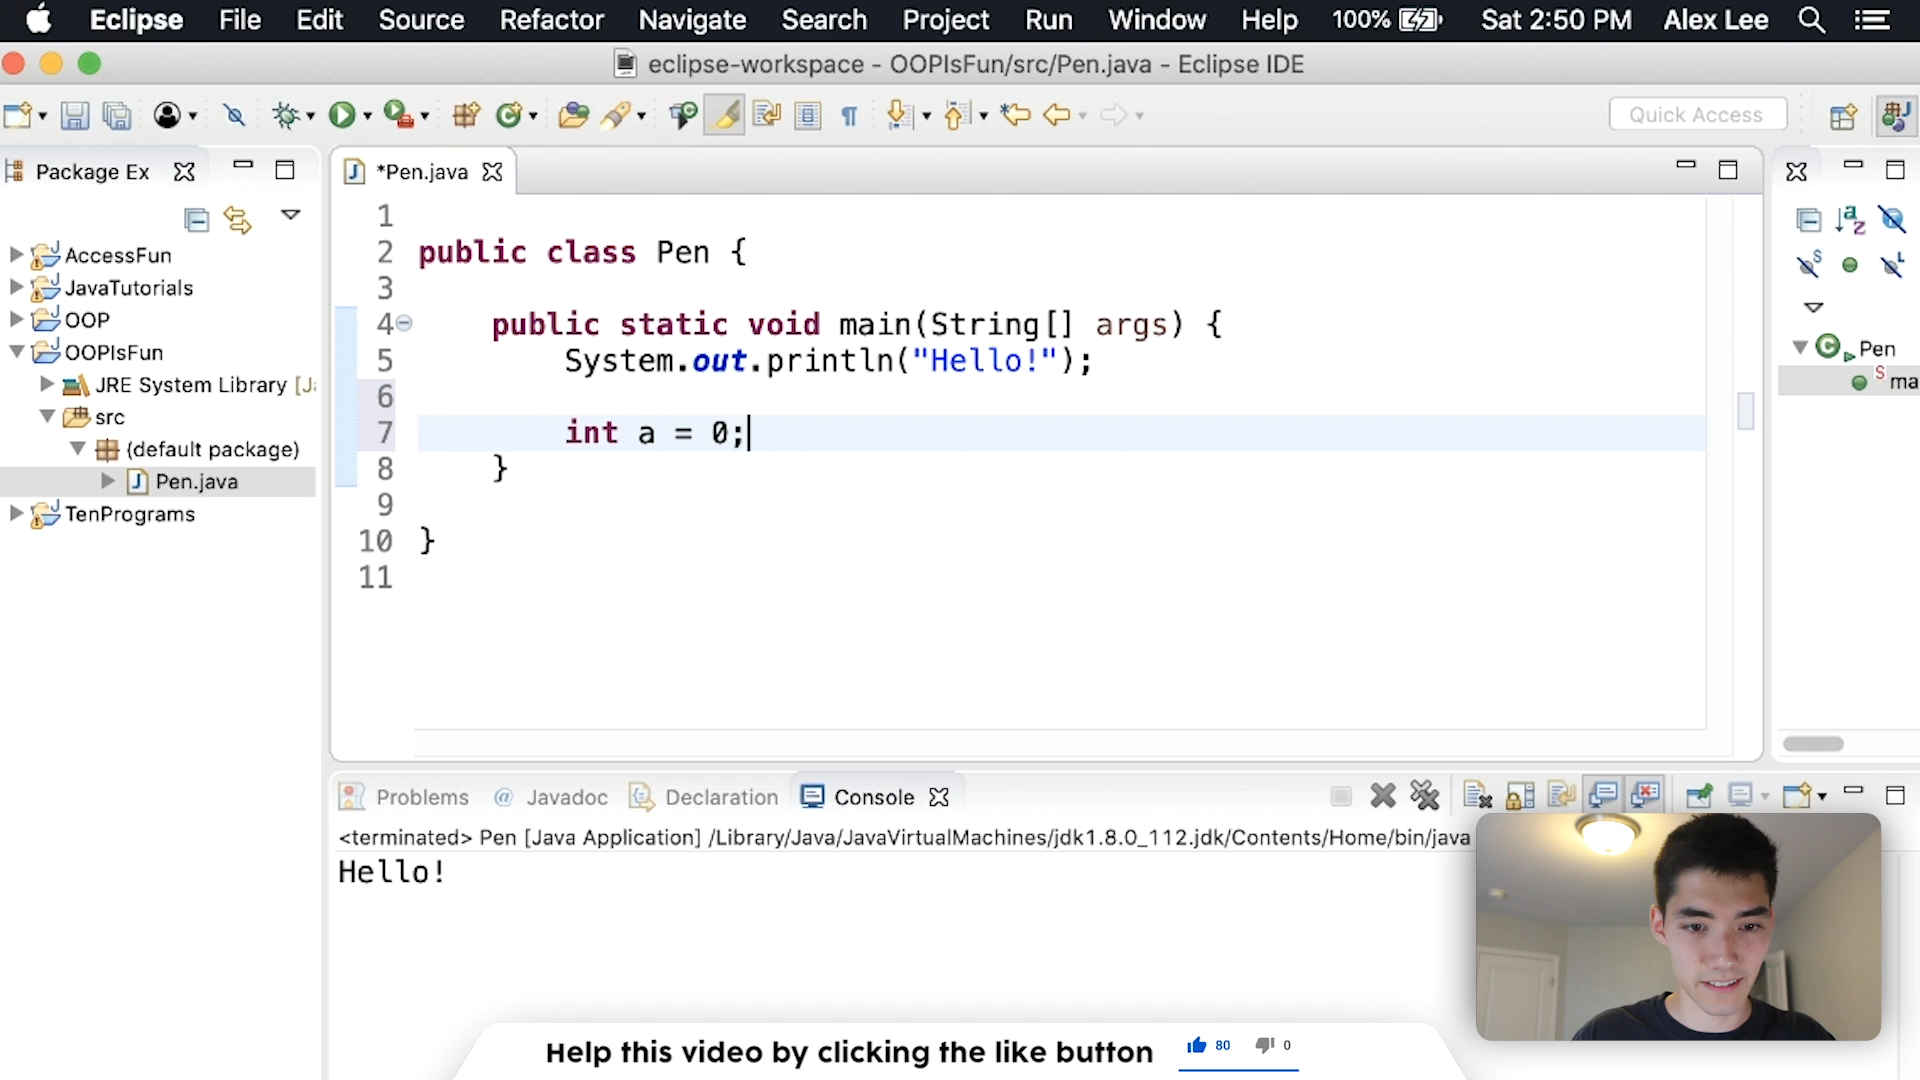 Eclipse File Edit Source Refactor Navigate Search Project Run Window Help 100% Sat 2:50 PM Alex Lee
eclipse-workspace - OOPIsFun/src/Pen.java - Eclipse IDE
Quick Access
Package Ex
AccessFun
JavaTutorials
OOP
OOPIsFun
JRE System Library [Ja
src
(default package)
Pen.java
TenPrograms
*Pen.java
1
2 public class Pen {
3
4 public static void main(String[] args) {
5 System.out.println("Hello!");
6
7 int a = 0;
8 }
9
10 }
11
Pen
ma
Problems Javadoc Declaration Console
<terminated> Pen [Java Application] /Library/Java/JavaVirtualMachines/jdk1.8.0_112.jdk/Contents/Home/bin/java
Hello!
Help this video by clicking the like button 80 0